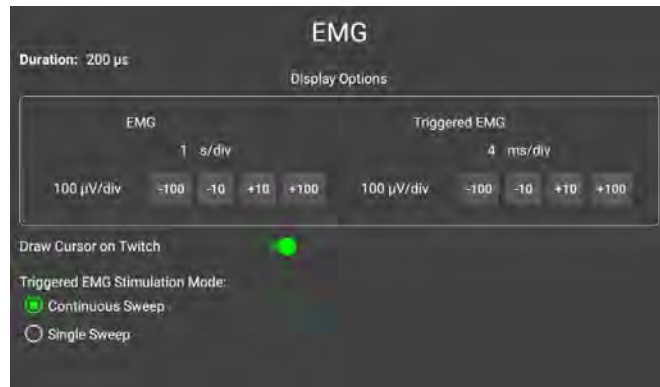 EMG
Duration: 200 µs
Display Options
EMG Triggered EMG
1 s/div 4 ms/div
100 µV/div -100 -10 +10 +100 100 µV/div -100 -10 +10 +100
Draw Cursor on Twitch
Triggered EMG Stimulation Mode:
Continuous Sweep
Single Sweep